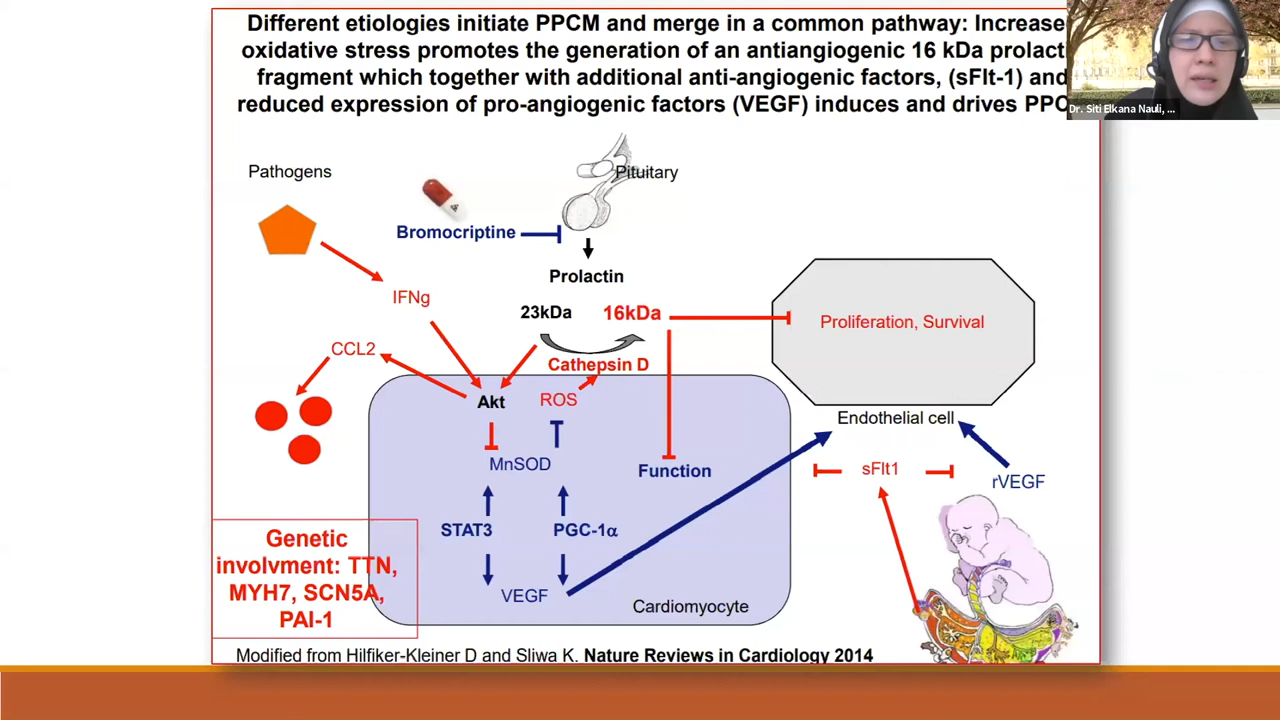 Different etiologies initiate PPCM and merge in a common pathway: Increase
oxidative stress promotes the generation of an antiangiogenic 16 kDa prolacti
fragment which together with additional anti-angiogenic factors, (sFlt-1) and
reduced expression of pro-angiogenic factors (VEGF) induces and drives PPC
Dr. Siti Elkana Nauli, ...
Pathogens
Pituitary
Bromocriptine
Prolactin
IFNg
23kDa 16kDa
Proliferation, Survival
CCL2
Cathepsin D
Akt
ROS
Endothelial cell
MnSOD
Function
sFlt1
rVEGF
STAT3
PGC-1α
Genetic
involvment: TTN,
MYH7, SCN5A,
PAI-1
VEGF
Cardiomyocyte
Modified from Hilfiker-Kleiner D and Sliwa K. Nature Reviews in Cardiology 2014